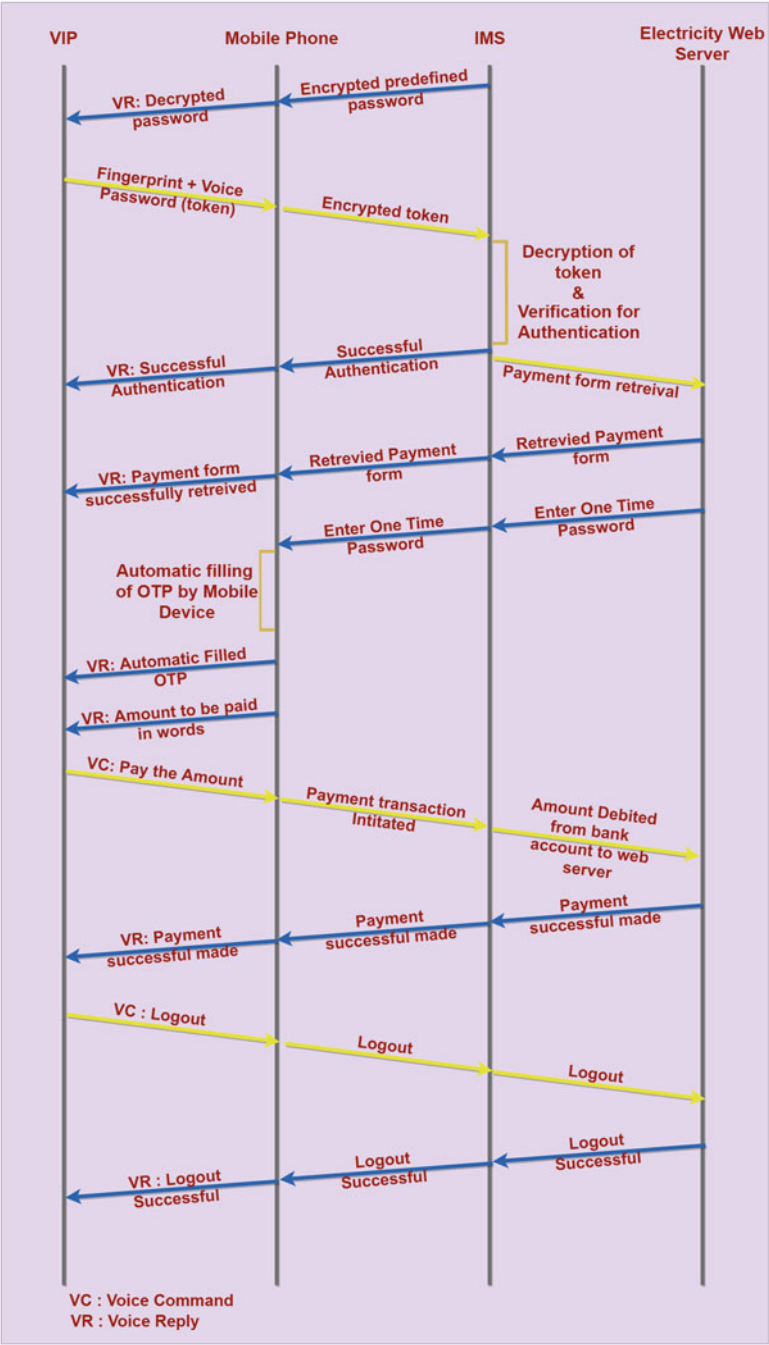 VIP
Mobile Phone
IMS
Electricity Web
Server
Encrypted predefined
password
VR: Decrypted
password
Fingerprint + Voice
Password (token)
Encrypted token
Decryption of
token
&
Verification for
Authentication
Successful
Authentication
VR: Successful
Authentication
Payment form retreival
Retrevied Payment
form
Retrevied Payment
form
VR: Payment form
successfully retreived
Enter One Time
Password
Enter One Time
Password
Automatic filling
of OTP by Mobile
Device
VR: Automatic Filled
OTP
VR: Amount to be paid
in words
VC: Pay the Amount
Payment transaction
Intitated
Amount Debited
from bank
account to web
server
Payment
successful made
Payment
successful made
VR: Payment
successful made
VC : Logout
Logout
Logout
Logout
Successful
Logout
Successful
VR : Logout
Successful
VC : Voice Command
VR : Voice Reply